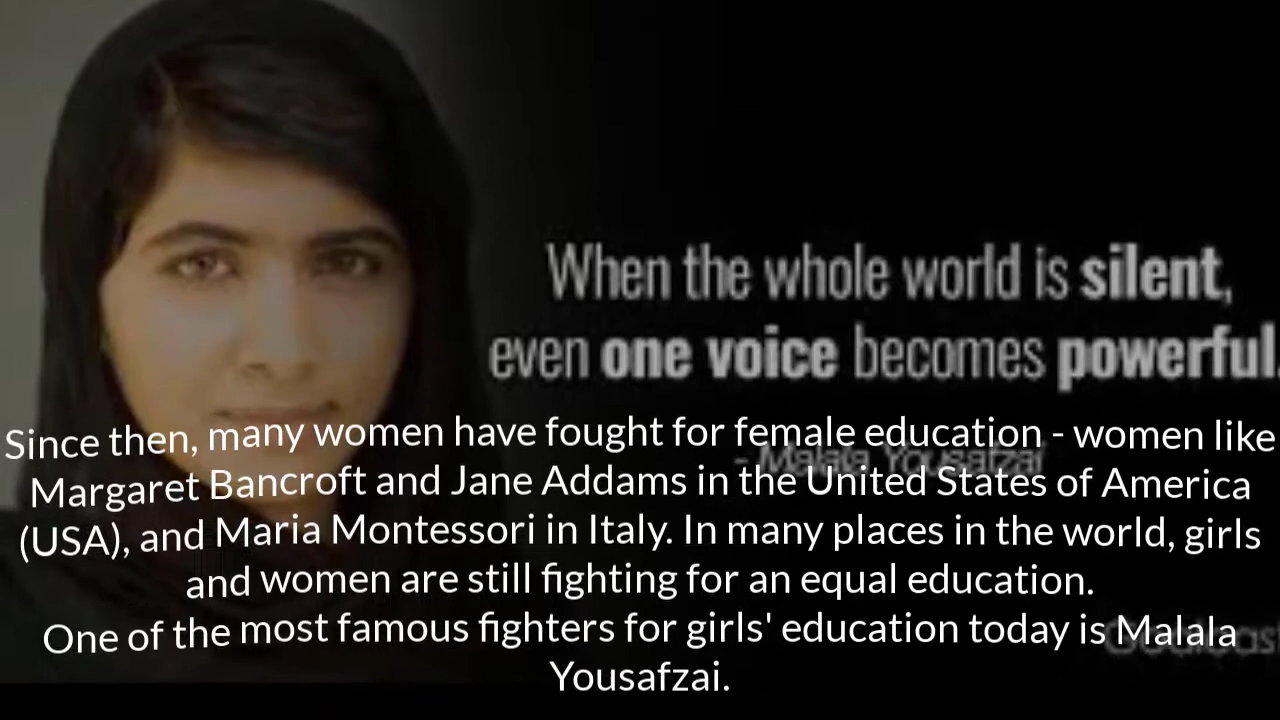 When the whole world is silent,
even one voice becomes powerful.
- Malala Yousafzai
Since then, many women have fought for female education - women like
Margaret Bancroft and Jane Addams in the United States of America
(USA), and Maria Montessori in Italy. In many places in the world, girls
and women are still fighting for an equal education.
One of the most famous fighters for girls' education today is Malala
Yousafzai.